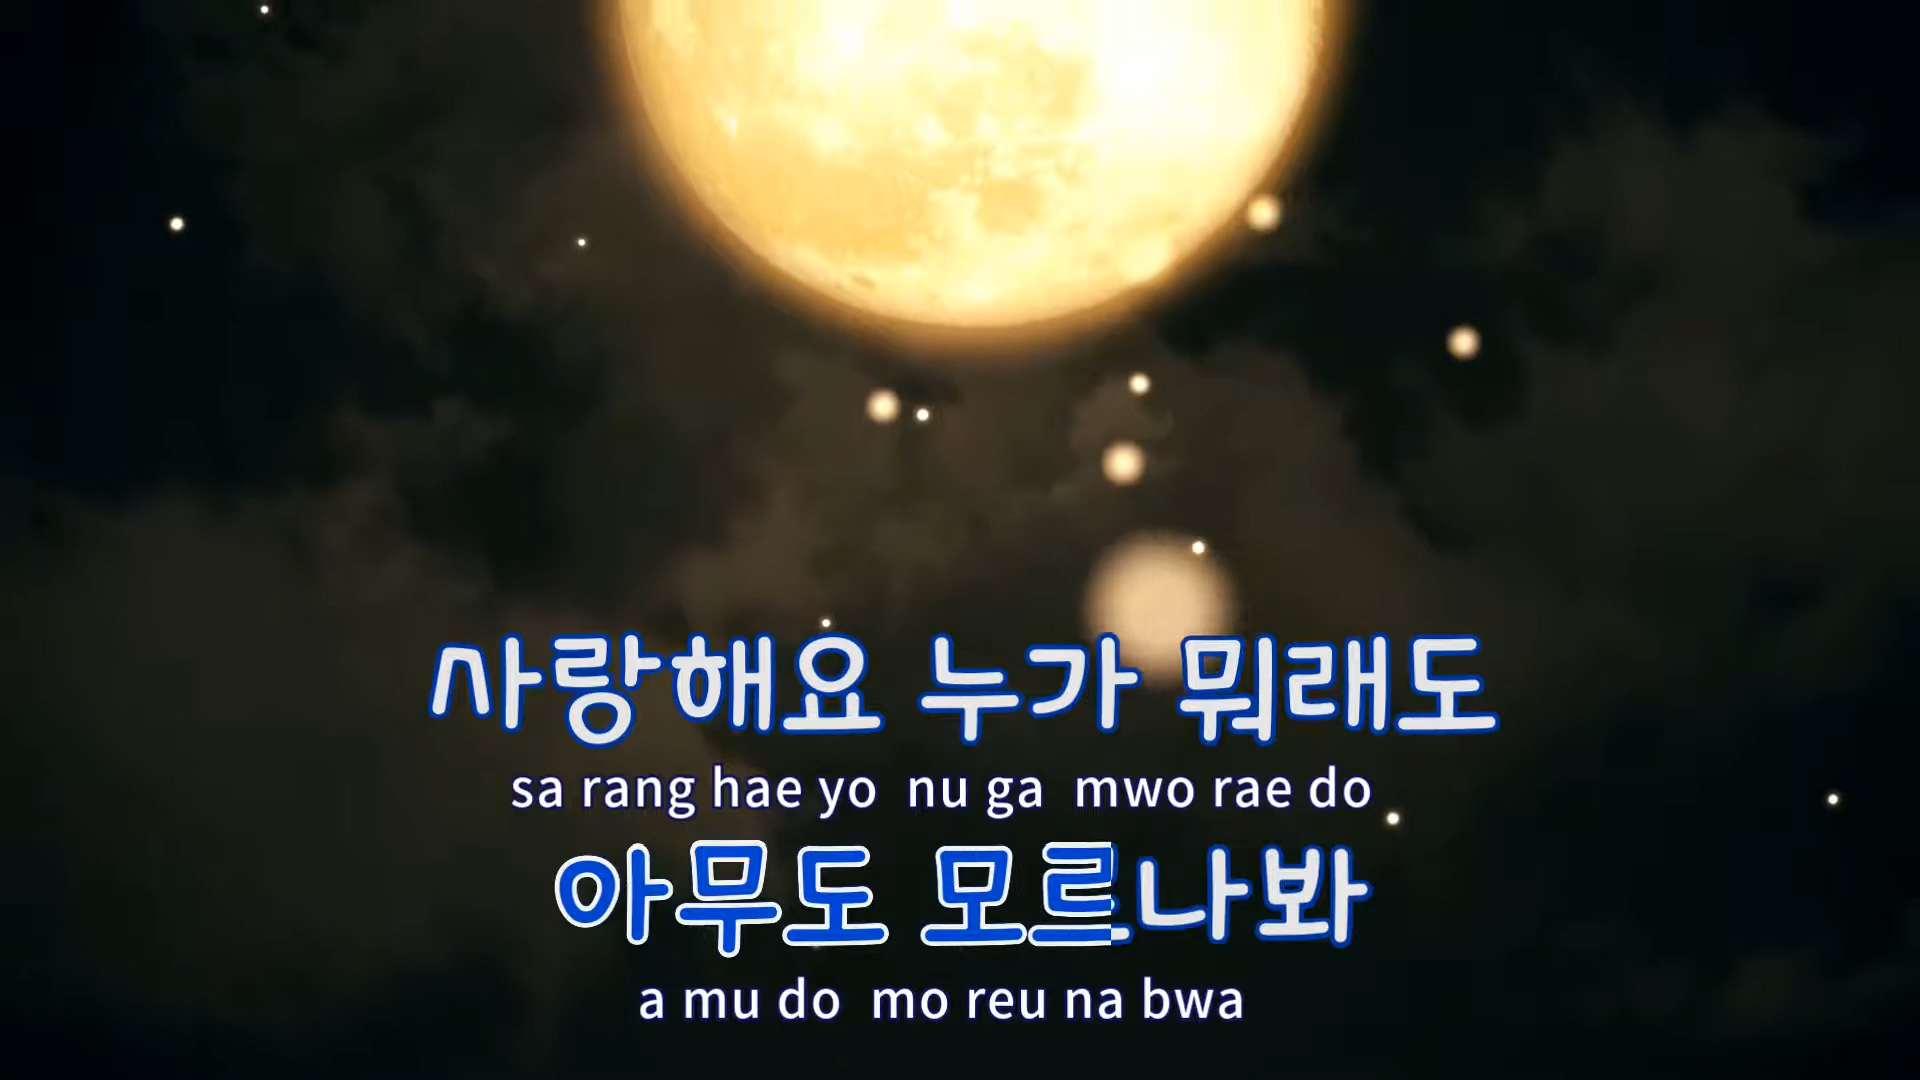 사랑해요 누가 뭐래도
sa rang hae yo nu ga mwo rae do
아무도 모르나봐
a mu do mo reu na bwa